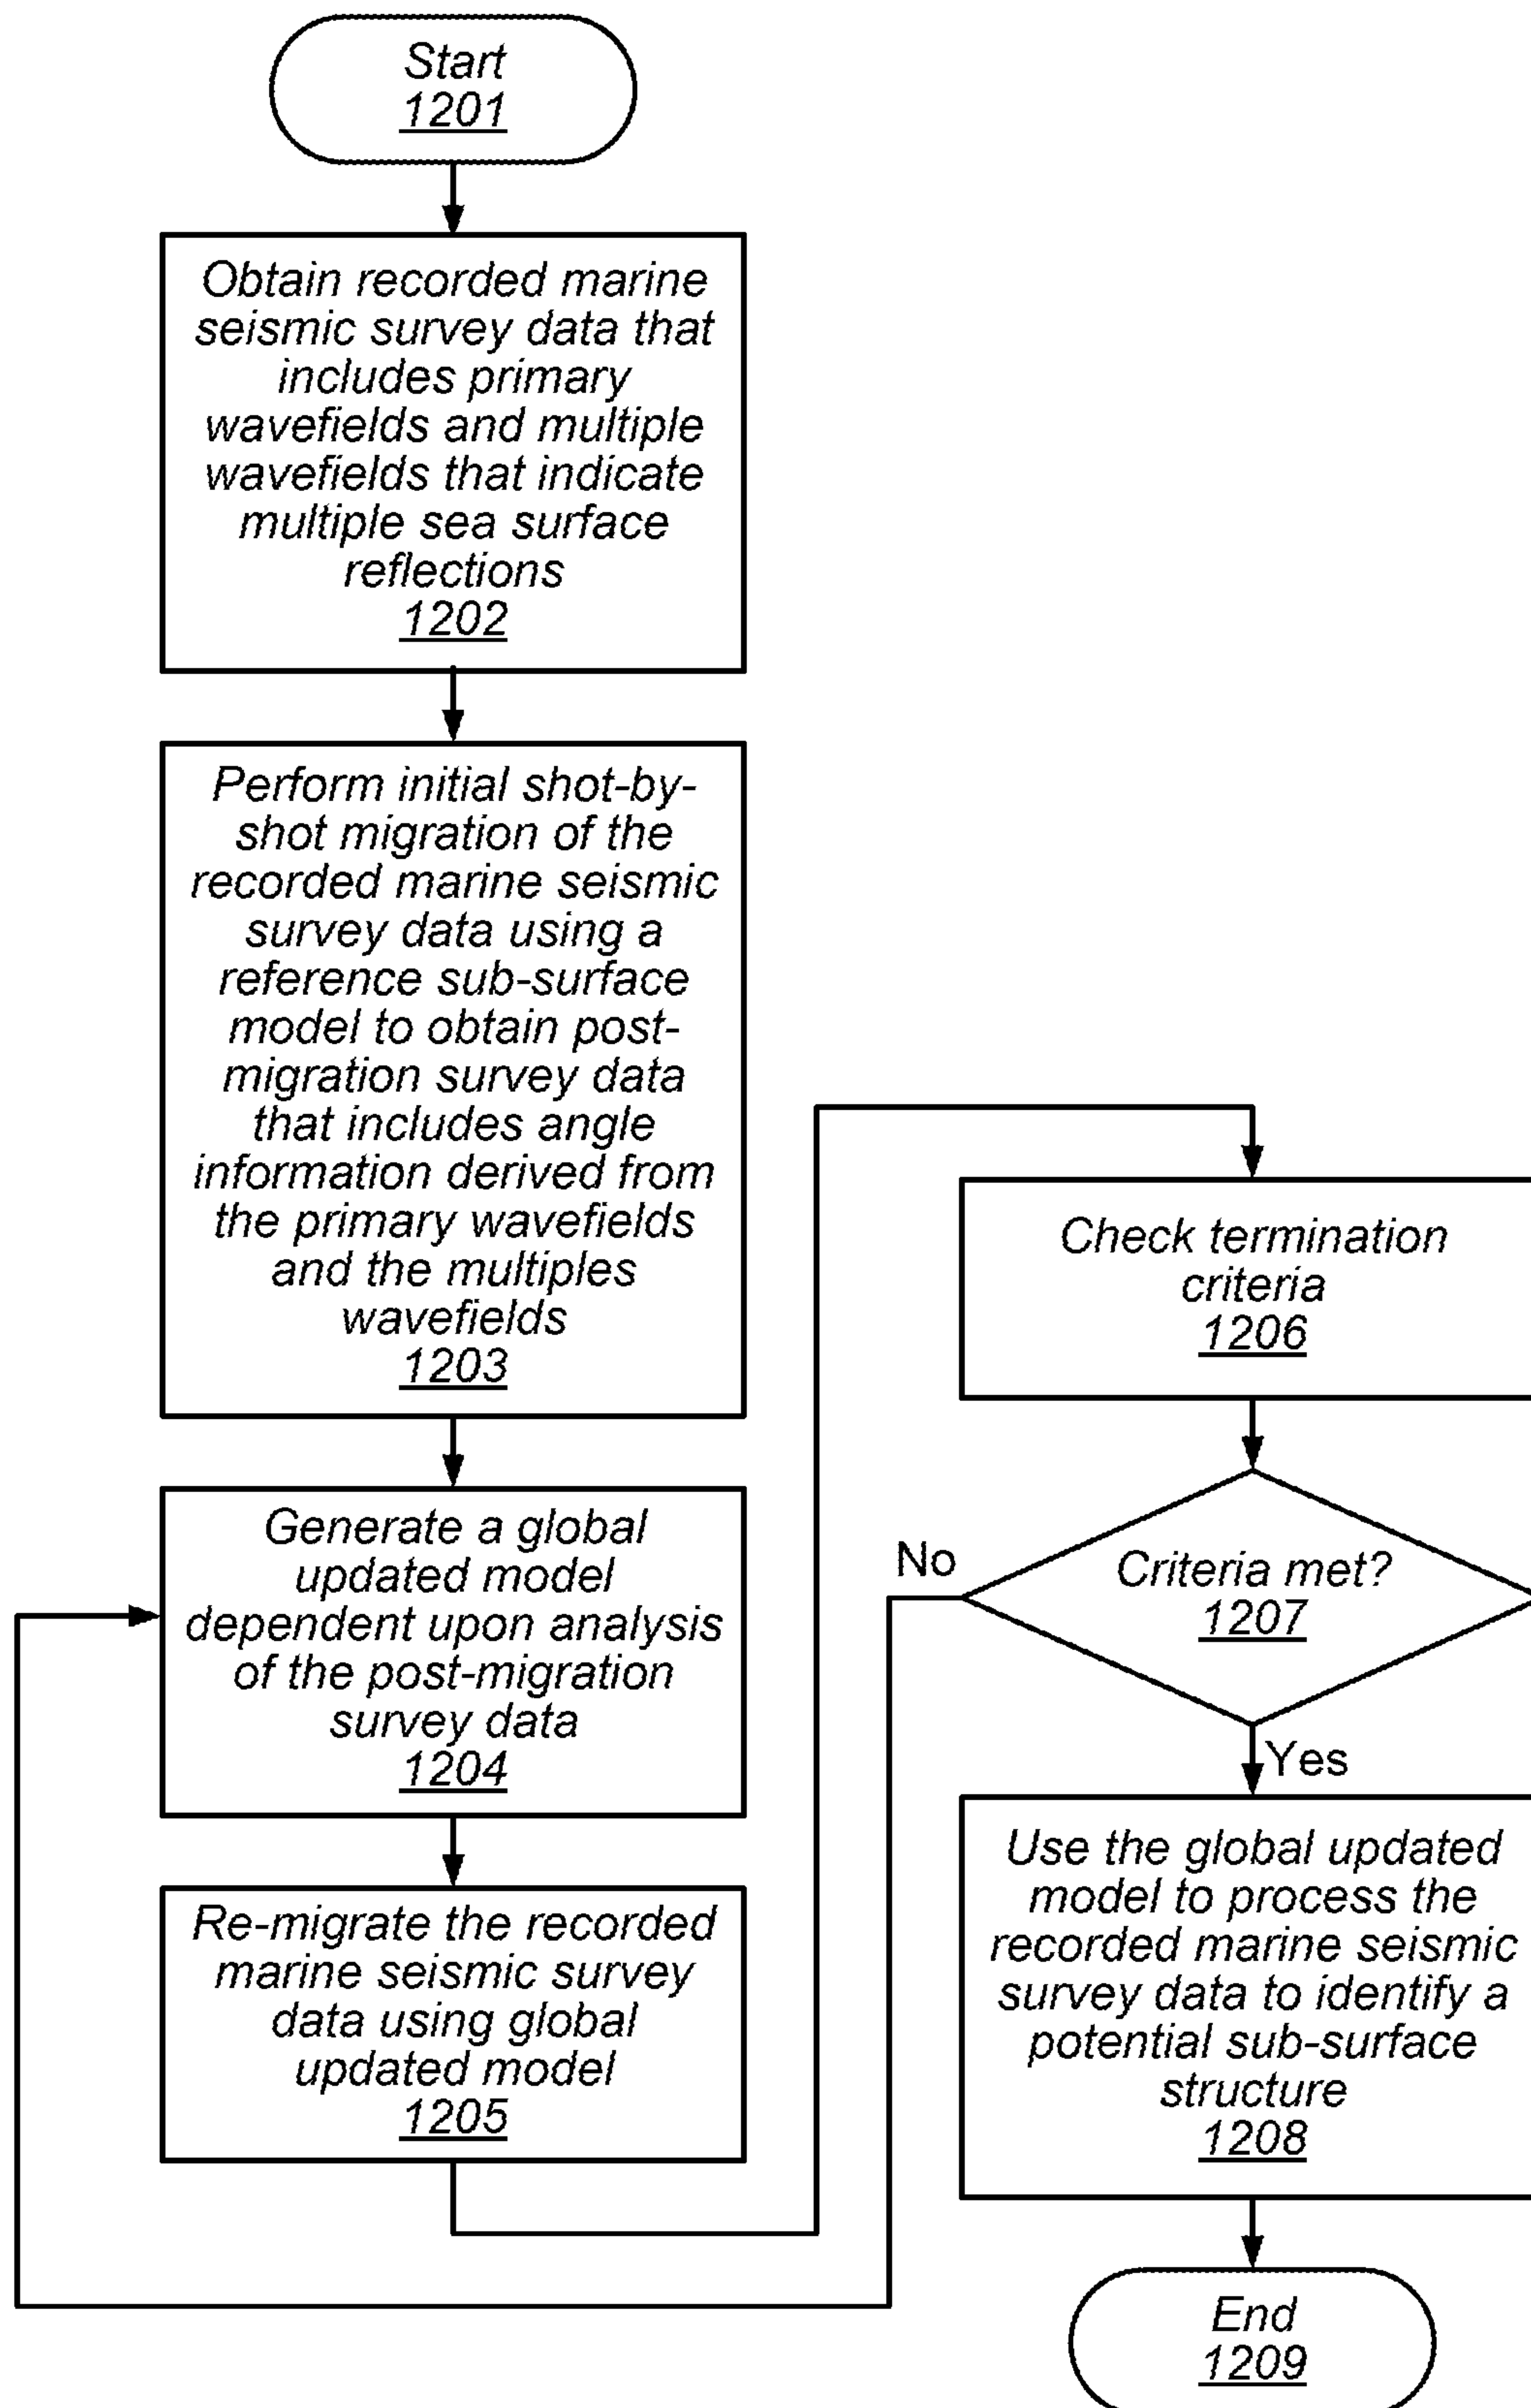 Start
1201
Obtain recorded marine
seismic survey data that
includes primary
wavefields and multiple
wavefields that indicate
multiple sea surface
reflections
1202
Perform initial shot-by-
shot migration of the
recorded marine seismic
survey data using a
reference sub-surface
model to obtain post-
migration survey data
that includes angle
information derived from
the primary wavefields
and the multiples
wavefields
1203
Generate a global
updated model
dependent upon analysis
of the post-migration
survey data
1204
Re-migrate the recorded
marine seismic survey
data using global
updated model
1205
Check termination
criteria
1206
No
Criteria met?
1207
Yes
Use the global updated
model to process the
recorded marine seismic
survey data to identify a
potential sub-surface
structure
1208
End
1209